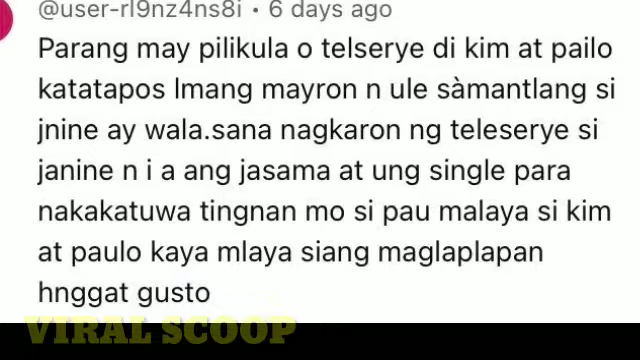 @user-rl9nz4ns8i • 6 days ago
Parang may pilikula o telserye di kim at pailo
katatapos lmang mayron n ule sàmantlang si
jnine ay wala.sana nagkaron ng teleserye si
janine n i a ang jasama at ung single para
nakakatuwa tingnan mo si pau malaya si kim
at paulo kaya mlaya siang maglaplapan
hnggat gusto
VIRAL SCOOP